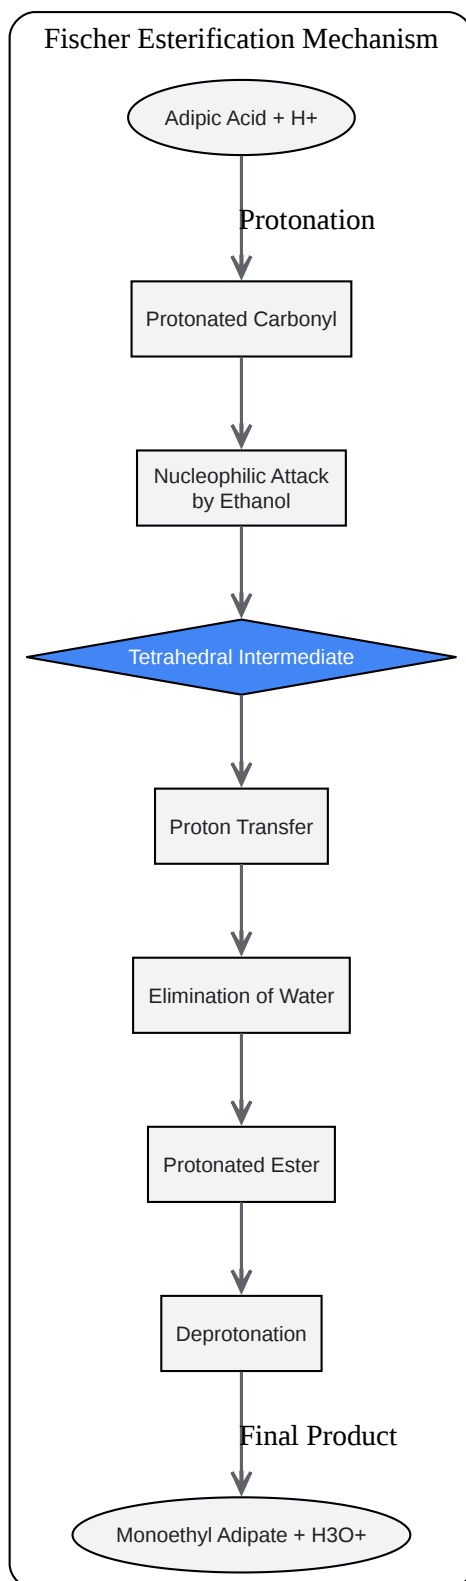 Fischer Esterification Mechanism
Adipic Acid + H+
Protonation
Protonated Carbonyl
Nucleophilic Attack
by Ethanol
Tetrahedral Intermediate
Proton Transfer
Elimination of Water
Protonated Ester
Deprotonation
Final Product
Monoethyl Adipate + H3O+